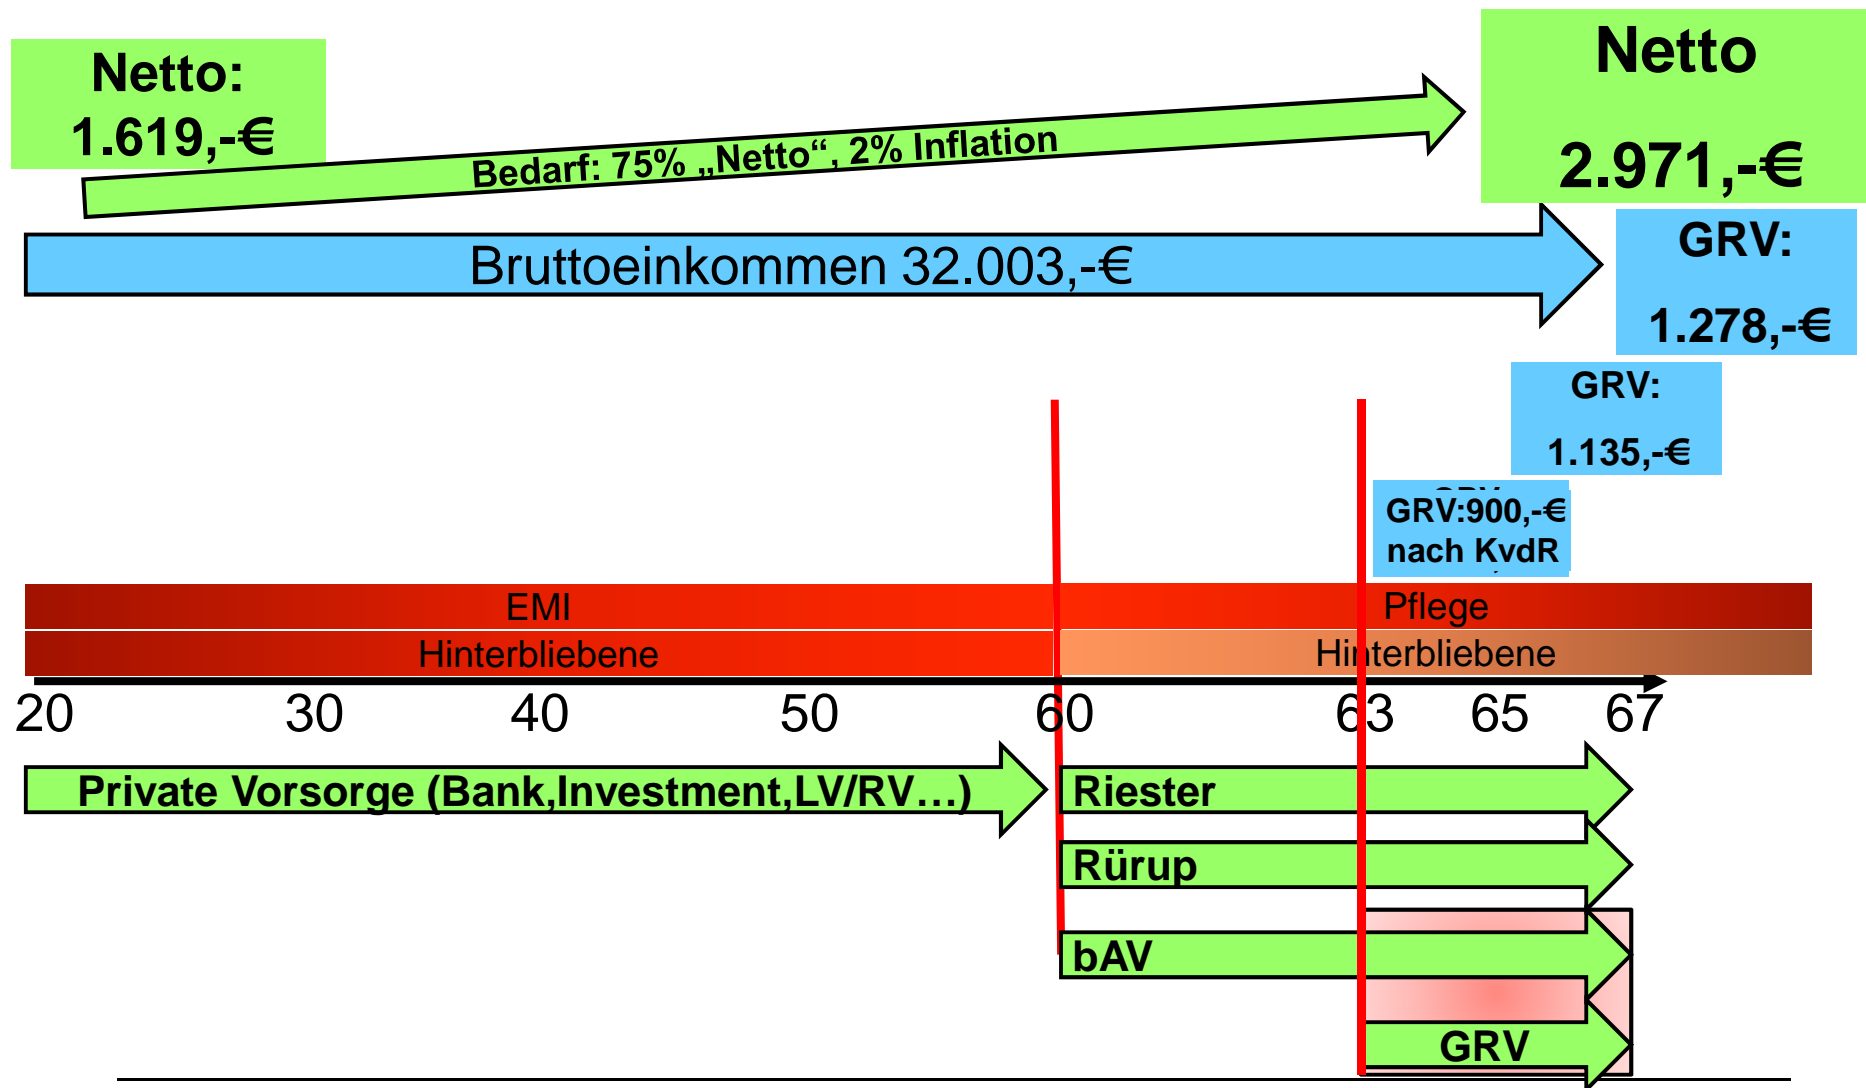 Netto:
1.619,-€
Netto
2.971,-€
Bedarf: 75% „Netto“, 2% Inflation
Bruttoeinkommen 32.003,-€
GRV:
1.278,-€
GRV:
1.135,-€
GRV:900,-€
nach KvdR
EMI
Pflege
Hinterbliebene
Hinterbliebene
20 30 40 50 60 63 65 67
Private Vorsorge (Bank,Investment,LV/RV…)
Riester
Rürup
bAV
GRV